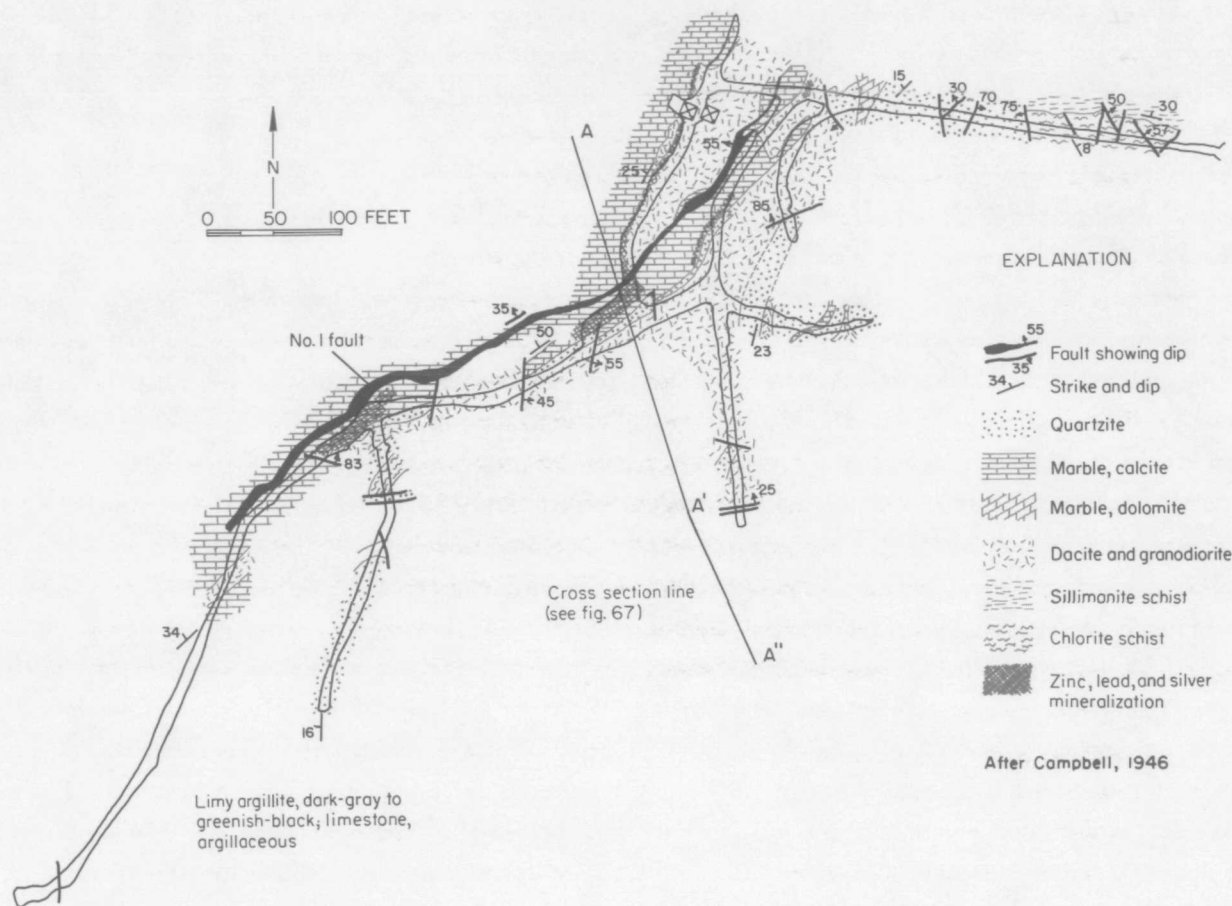 15
30
70
75
50
30
57
8
A
N
55
25
0 50 100 FEET
85
EXPLANATION
35
50
No. 1 fault
55
23
55
Fault showing dip
35
34
Strike and dip
45
Quartzite
83
Marble, calcite
25
A'
Marble, dolomite
Dacite and granodiorite
Cross section line
(see fig. 67)
Sillimanite schist
34
A"
Chlorite schist
Zinc, lead, and silver
mineralization
16
After Campbell, 1946
Limy argillite, dark-gray to
greenish-black; limestone,
argillaceous